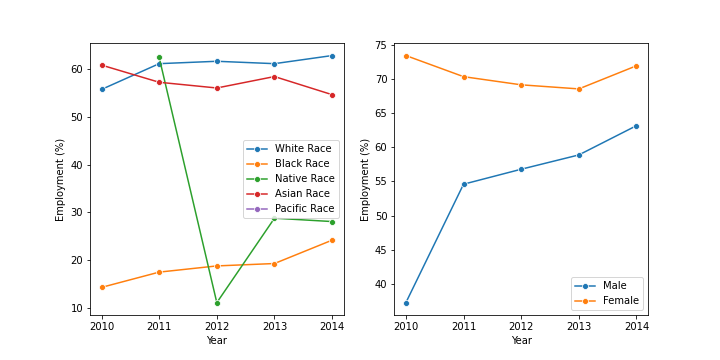 60
50
40
30
20
10
Employment (%)
2010 2011 2012 2013 2014
Year
White Race
Black Race
Native Race
Asian Race
Pacific Race
75
70
65
60
55
50
45
40
Employment (%)
2010 2011 2012 2013 2014
Year
Male
Female